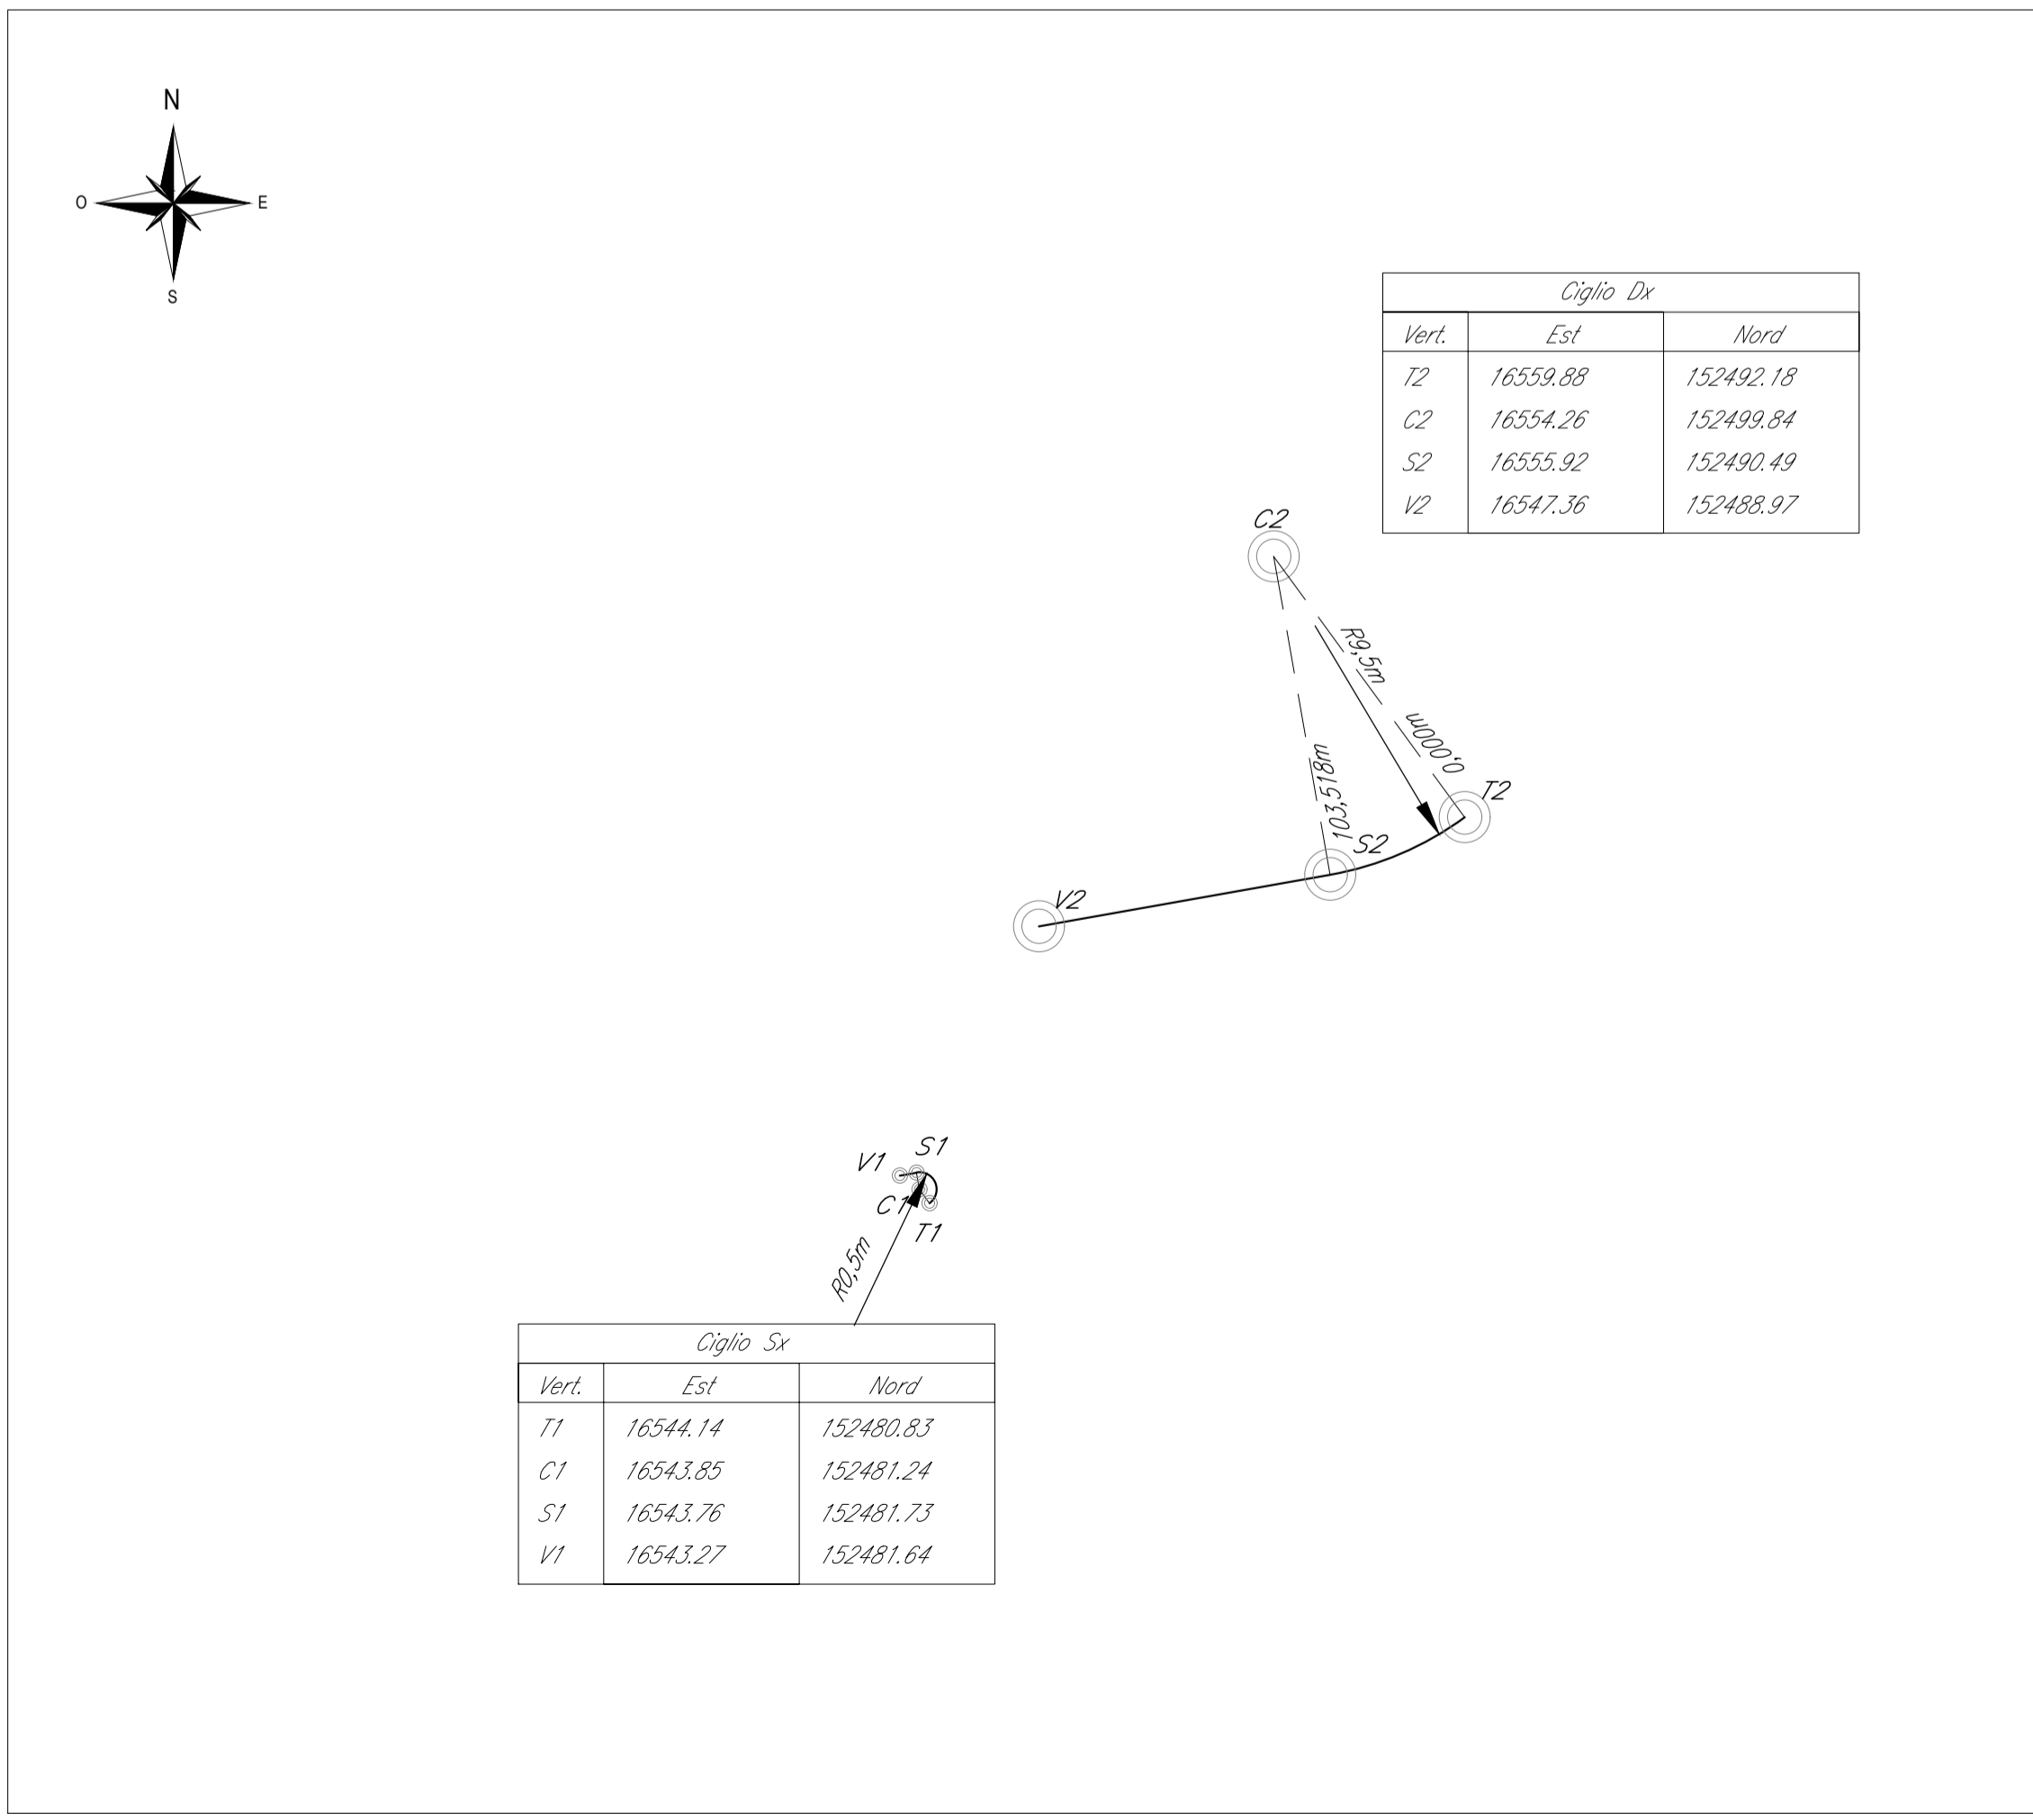 N
O E
S
Ciglio Dx
Vert. Est Nord
T2 16559.88 152492.18
C2 16554.26 152499.84
S2 16555.92 152490.49
V2 16547.36 152488.97
C2
R9,5m
0,000m
103,518m
T2
S2
V2
S1
V1
C1
T1
R0,5m
Ciglio Sx
Vert. Est Nord
T1 16544.14 152480.83
C1 16543.85 152481.24
S1 16543.76 152481.73
V1 16543.27 152481.64